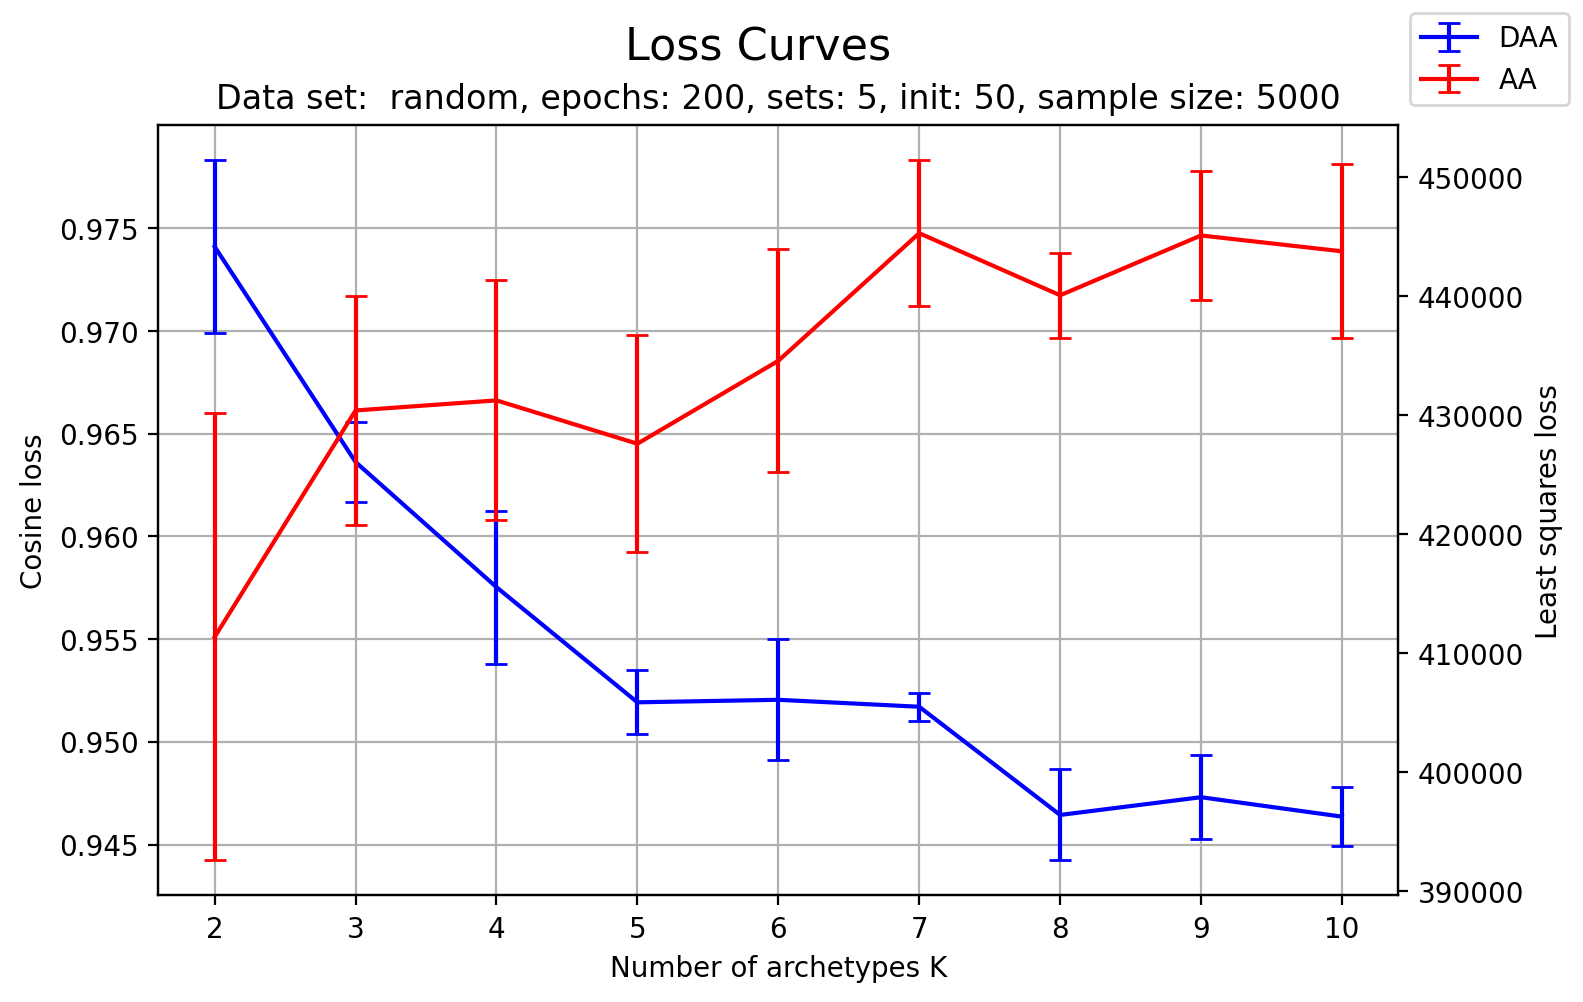 Loss Curves
Data set:  random, epochs: 200, sets: 5, init: 50, sample size: 5000
DAA
AA
0.975
0.970
0.965
0.960
0.955
0.950
0.945
Cosine loss
450000
440000
430000
420000
410000
400000
390000
Least squares loss
2 3 4 5 6 7 8 9 10
Number of archetypes K